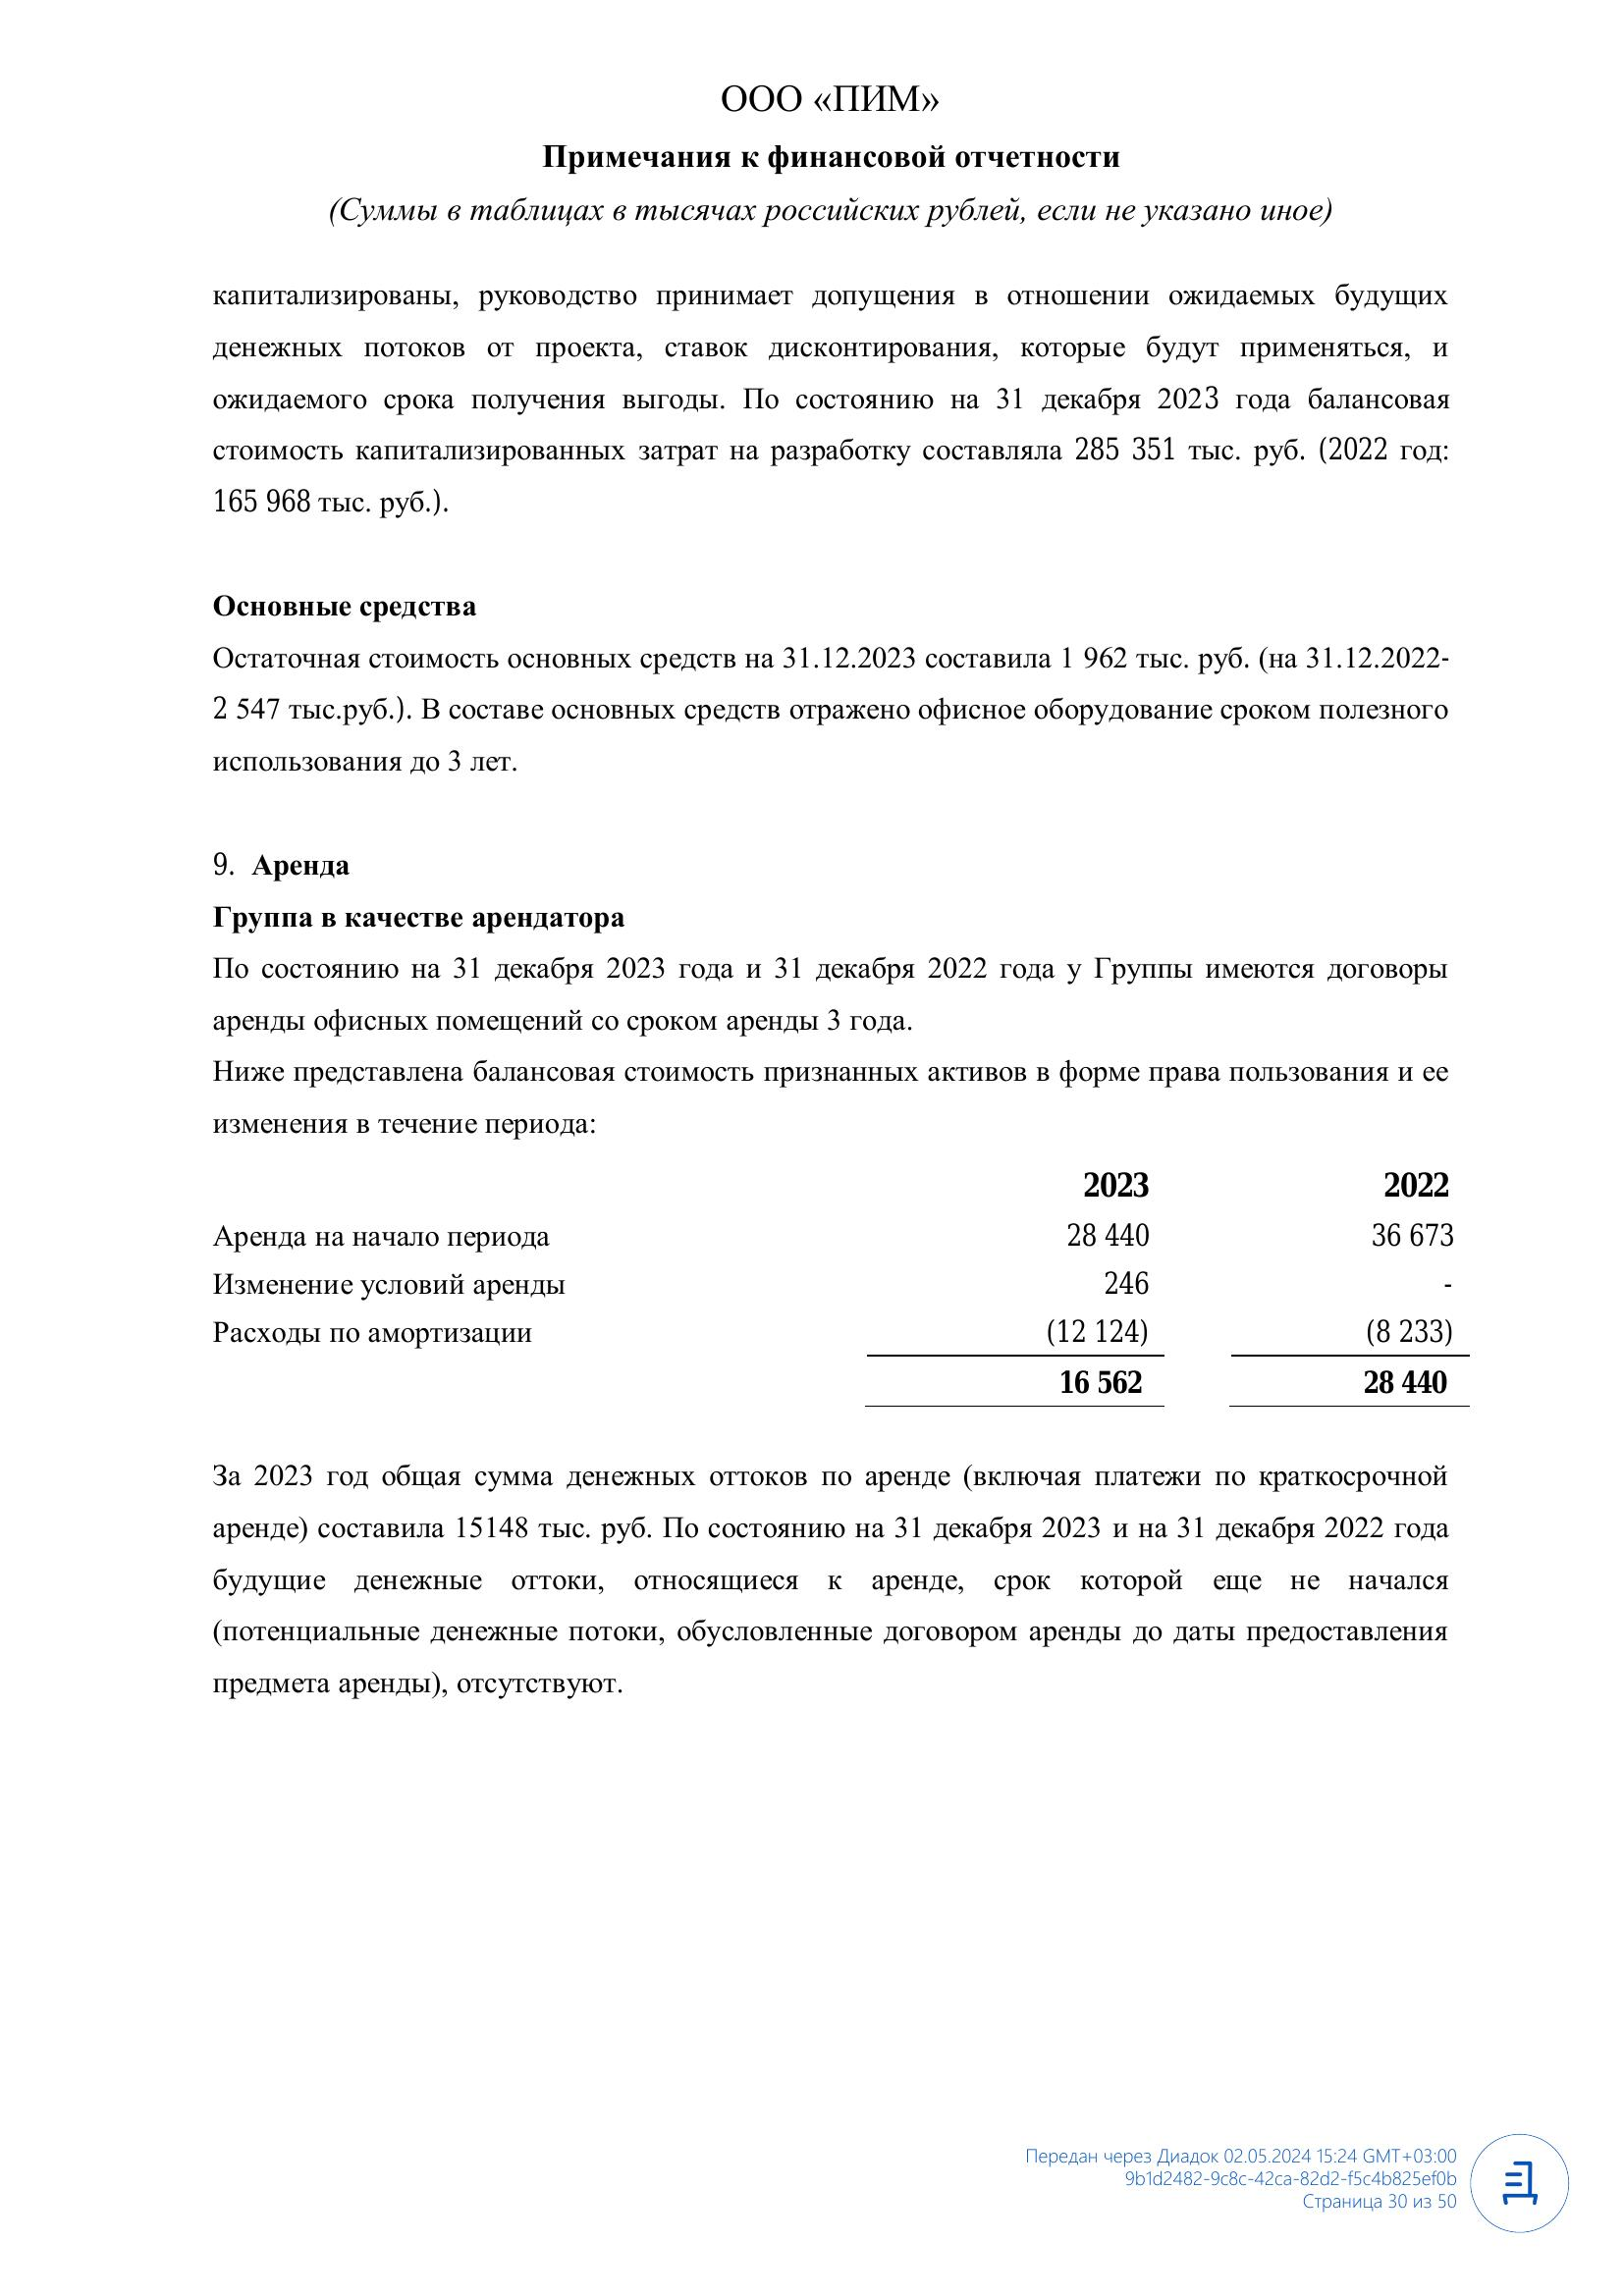 ООО «ПИМ»
Примечания к финансовой отчетности
(Суммы в таблицах в тысячах российских рублей, если не указано иное)
капитализированы, руководство принимает допущения в отношении ожидаемых будущих
денежных потоков от проекта, ставок дисконтирования, которые будут применяться, и
ожидаемого срока получения выгоды. По состоянию на 31 декабря 2023 года балансовая
стоимость капитализированных затрат на разработку составляла 285 351 тыс. руб. (2022 год:
165 968 тыс. руб.).
Основные средства
Остаточная стоимость основных средств на 31.12.2023 составила 1 962 тыс. руб. (на 31.12.2022-
2 547 тыс.руб.). В составе основных средств отражено офисное оборудование сроком полезного
использования до 3 лет.
9. Аренда
Группа в качестве арендатора
По состоянию на 31 декабря 2023 года и 31 декабря 2022 года у Группы имеются договоры
аренды офисных помещений со сроком аренды 3 года.
Ниже представлена балансовая стоимость признанных активов в форме права пользования и ее
изменения в течение периода:
2023 2022
Аренда на начало периода 28 440 36 673
Изменение условий аренды 246 -
Расходы по амортизации (12 124) (8 233)
16 562 28 440
За 2023 год общая сумма денежных оттоков по аренде (включая платежи по краткосрочной
аренде) составила 15148 тыс. руб. По состоянию на 31 декабря 2023 и на 31 декабря 2022 года
будущие денежные оттоки, относящиеся к аренде, срок которой еще не начался
(потенциальные денежные потоки, обусловленные договором аренды до даты предоставления
предмета аренды), отсутствуют.
Передан через Диадок 02.05.2024 15:24 GMT+03:00
9b1d2482-9c8c-42ca-82d2-f5c4b825ef0b
Страница 30 из 50